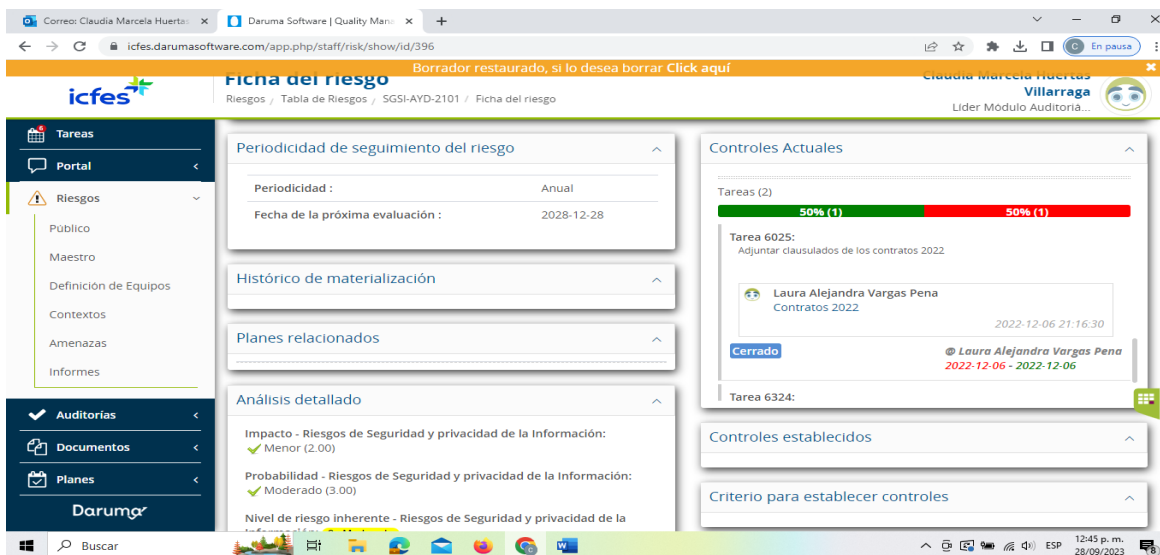 Correo: Claudia Marcela Huertas
Daruma Software | Quality Mana
icfes.darumasoftware.com/app.php/staff/risk/show/id/396
C
En pausa
Borrador restaurado, si lo desea borrar Click aquí
icfes
Ficha del riesgo
Riesgos / Tabla de Riesgos / SGSI-AYD-2101 / Ficha del riesgo
Claudia Marcela Huertas
Villarraga
Líder Módulo Auditoriá...
6
Tareas
Portal
Riesgos
Público
Maestro
Definición de Equipos
Contextos
Amenazas
Informes
Auditorías
Documentos
Planes
Daruma
Periodicidad de seguimiento del riesgo
Periodicidad : Anual
Fecha de la próxima evaluación : 2028-12-28
Histórico de materialización
Planes relacionados
Análisis detallado
Impacto - Riesgos de Seguridad y privacidad de la Información:
Menor (2.00)
Probabilidad - Riesgos de Seguridad y privacidad de la Información:
Moderado (3.00)
Nivel de riesgo inherente - Riesgos de Seguridad y privacidad de la
Controles Actuales
Tareas (2)
50% (1) 50% (1)
Tarea 6025:
Adjuntar clausulados de los contratos 2022
Laura Alejandra Vargas Pena
Contratos 2022
2022-12-06 21:16:30
Cerrado
@ Laura Alejandra Vargas Pena
2022-12-06 - 2022-12-06
Tarea 6324:
Controles establecidos
Criterio para establecer controles
Buscar
ESP
12:45 p. m.
28/09/2023